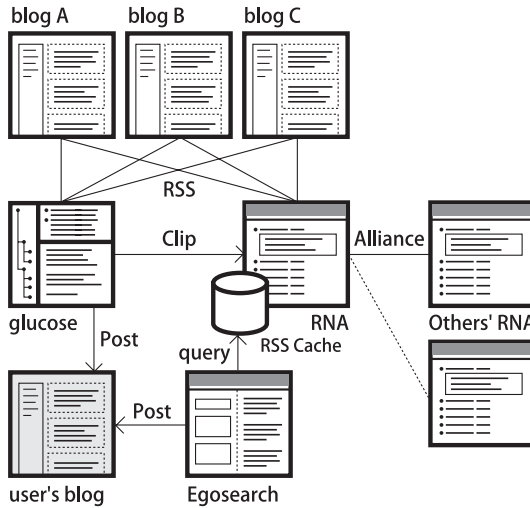 blog A
blog B
blog C
RSS
Clip
Alliance
glucose
RNA
Others' RNA
Post
query
RSS Cache
Post
user's blog
Egosearch